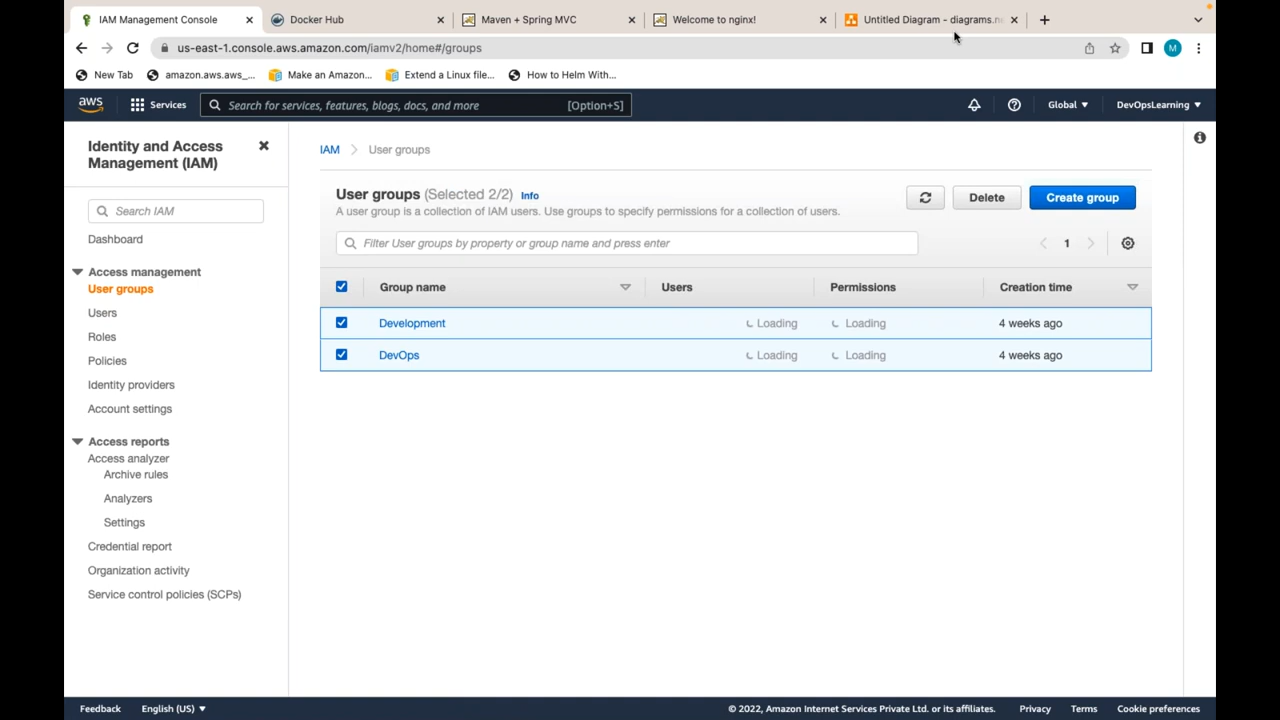 IAM Management Console
Docker Hub
Maven + Spring MVC
Welcome to nginx!
Untitled Diagram - diagrams.ne
us-east-1.console.aws.amazon.com/iamv2/home#/groups
M
New Tab
amazon.aws.aws_...
Make an Amazon...
Extend a Linux file...
How to Helm With...
aws
Services
Search for services, features, blogs, docs, and more
[Option+S]
Global
DevOpsLearning
Identity and Access
Management (IAM)
Search IAM
Dashboard
Access management
User groups
Users
Roles
Policies
Identity providers
Account settings
Access reports
Access analyzer
Archive rules
Analyzers
Settings
Credential report
Organization activity
Service control policies (SCPs)
IAM > User groups
User groups (Selected 2/2) Info
A user group is a collection of IAM users. Use groups to specify permissions for a collection of users.
Delete
Create group
Filter User groups by property or group name and press enter
1
Group name Users Permissions Creation time
Development Loading Loading 4 weeks ago
DevOps Loading Loading 4 weeks ago
Feedback English (US) © 2022, Amazon Internet Services Private Ltd. or its affiliates. Privacy Terms Cookie preferences